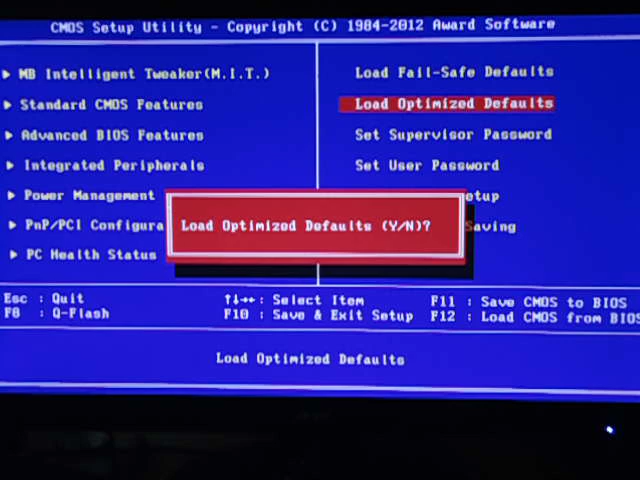 CMOS Setup Utility - Copyright (C) 1984-2012 Award Software
MB Intelligent Tweaker(M.I.T.)
Standard CMOS Features
Advanced BIOS Features
Integrated Peripherals
Power Management
PnP/PCI Configura
PC Health Status
Load Fail-Safe Defaults
Load Optimized Defaults
Set Supervisor Password
Set User Password
etup
Saving
Load Optimized Defaults (Y/N)?
Esc : Quit ↑↓→← : Select Item F11 : Save CMOS to BIOS
F8 : Q-Flash F10 : Save & Exit Setup F12 : Load CMOS from BIOS
Load Optimized Defaults